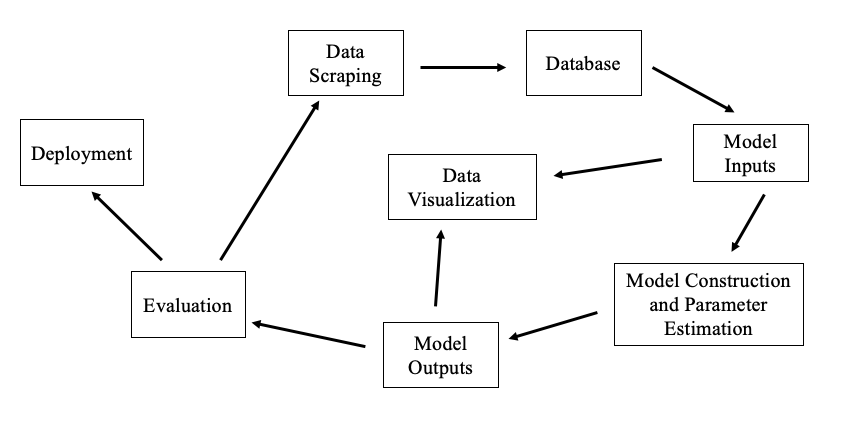 Data
Scraping
Database
Deployment
Model
Inputs
Data
Visualization
Model Construction
and Parameter
Estimation
Evaluation
Model
Outputs